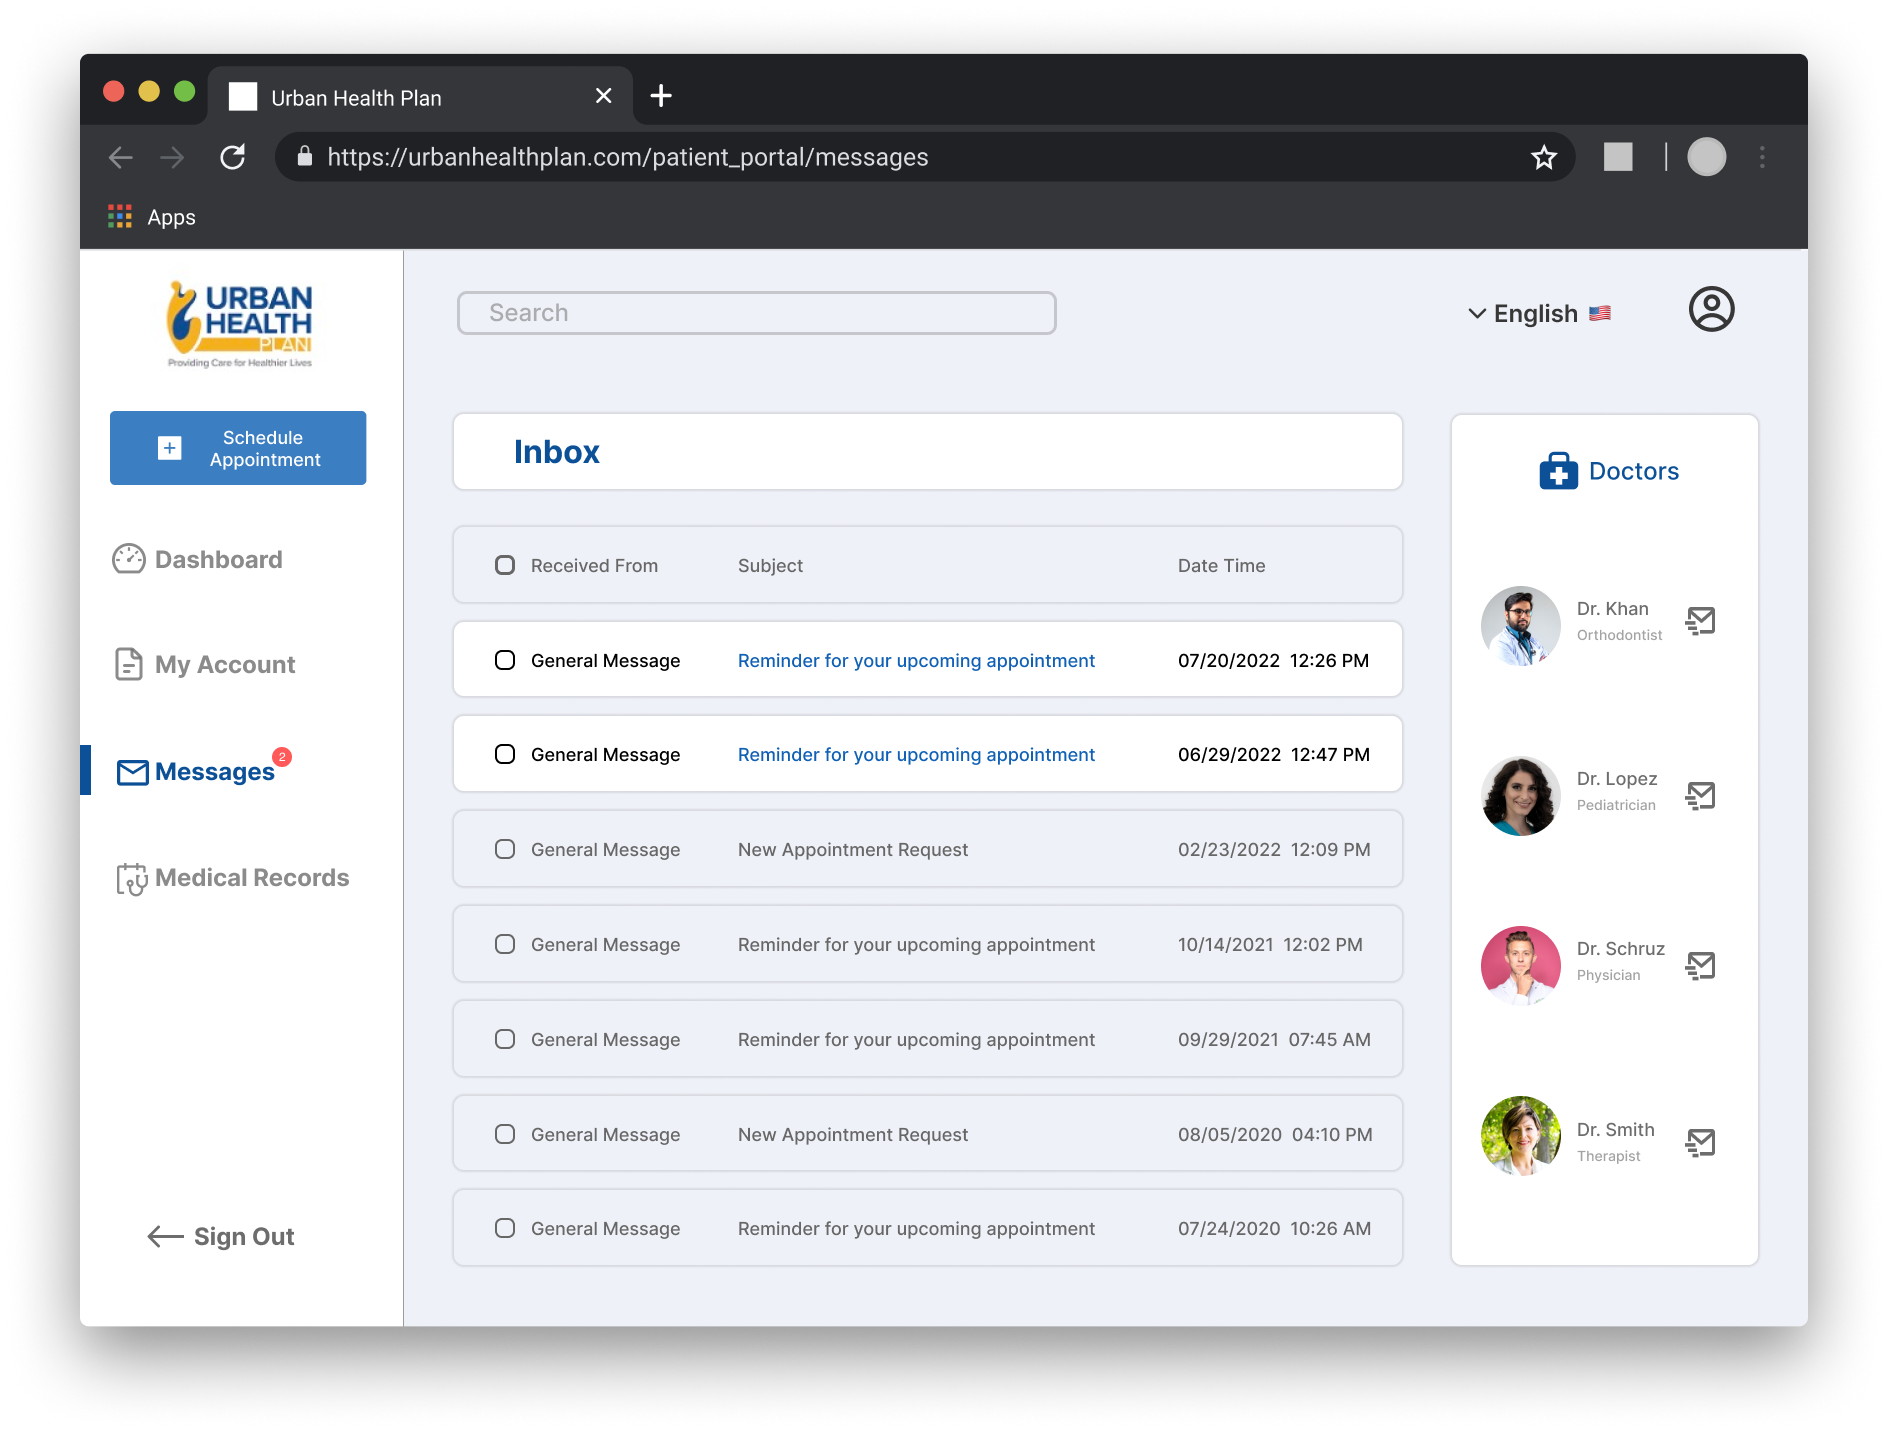 Urban Health Plan
https://urbanhealthplan.com/patient_portal/messages
Apps
URBAN
HEALTH
PLAN
Providing Care for Healthier Lives
Search
English
Schedule
Appointment
Dashboard
My Account
Messages 2
Medical Records
Sign Out
Inbox
Received From Subject Date Time
General Message Reminder for your upcoming appointment 07/20/2022 12:26 PM
General Message Reminder for your upcoming appointment 06/29/2022 12:47 PM
General Message New Appointment Request 02/23/2022 12:09 PM
General Message Reminder for your upcoming appointment 10/14/2021 12:02 PM
General Message Reminder for your upcoming appointment 09/29/2021 07:45 AM
General Message New Appointment Request 08/05/2020 04:10 PM
General Message Reminder for your upcoming appointment 07/24/2020 10:26 AM
Doctors
Dr. Khan
Orthodontist
Dr. Lopez
Pediatrician
Dr. Schruz
Physician
Dr. Smith
Therapist